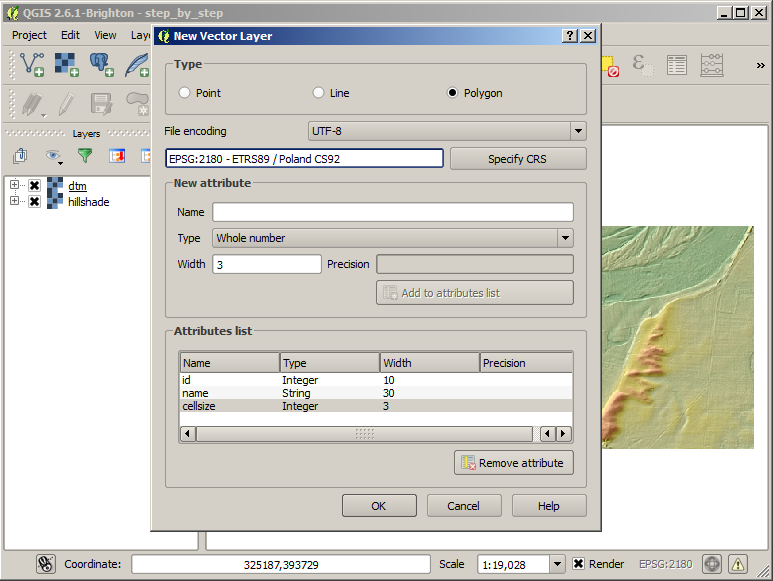 QGIS 2.6.1-Brighton - step_by_step
Project Edit View Laye
New Vector Layer
Type
Point Line Polygon
File encoding UTF-8
EPSG:2180 - ETRS89 / Poland CS92 Specify CRS
New attribute
Name
Type Whole number
Width 3 Precision
Add to attributes list
Attributes list
Name Type Width Precision
id Integer 10
name String 30
cellsize Integer 3
Remove attribute
OK Cancel Help
Layers
dtm
hillshade
Coordinate: 325187,393729 Scale 1:19,028 Render EPSG:2180